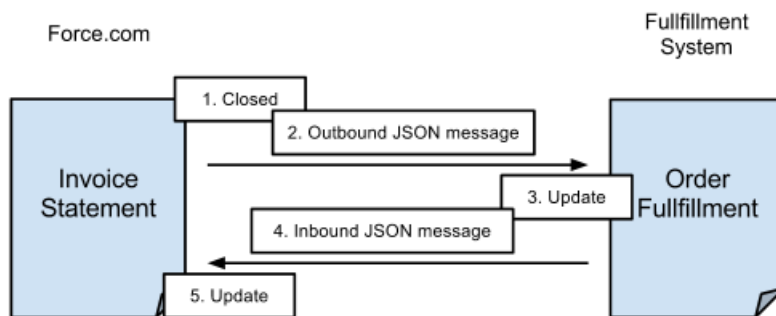 Force.com
Fullfillment
System
1. Closed
2. Outbound JSON message
Invoice
Statement
3. Update
Order
Fullfillment
4. Inbound JSON message
5. Update